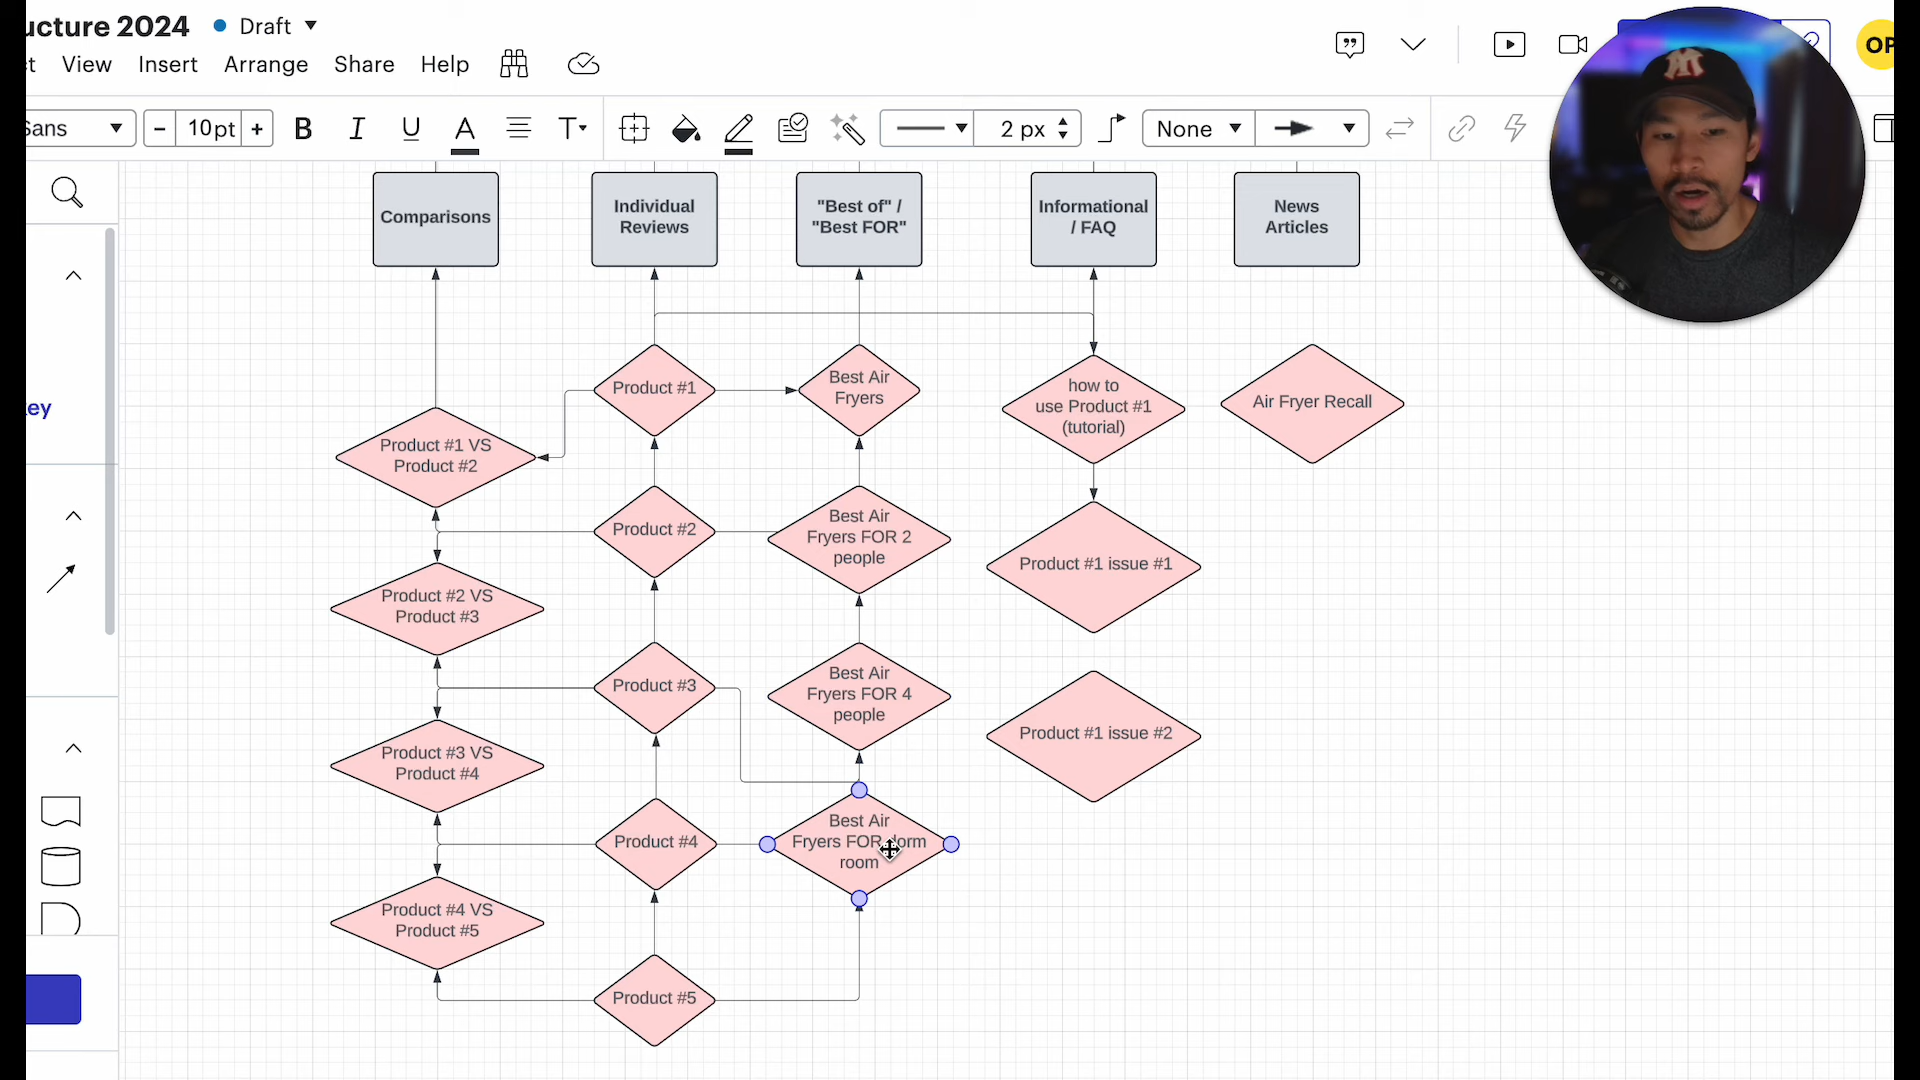 ucture 2024
Draft
ct View Insert Arrange Share Help
OP
Sans
10pt
B I U A T
2 px
None
Comparisons
Individual
Reviews
"Best of" /
"Best FOR"
Informational
/ FAQ
News
Articles
key
Product #1
Best Air
Fryers
how to
use Product #1
(tutorial)
Air Fryer Recall
Product #1 VS
Product #2
Product #2
Best Air
Fryers FOR 2
people
Product #1 issue #1
Product #2 VS
Product #3
Product #3
Best Air
Fryers FOR 4
people
Product #1 issue #2
Product #3 VS
Product #4
Product #4
Best Air
Fryers FOR dorm
room
Product #4 VS
Product #5
Product #5